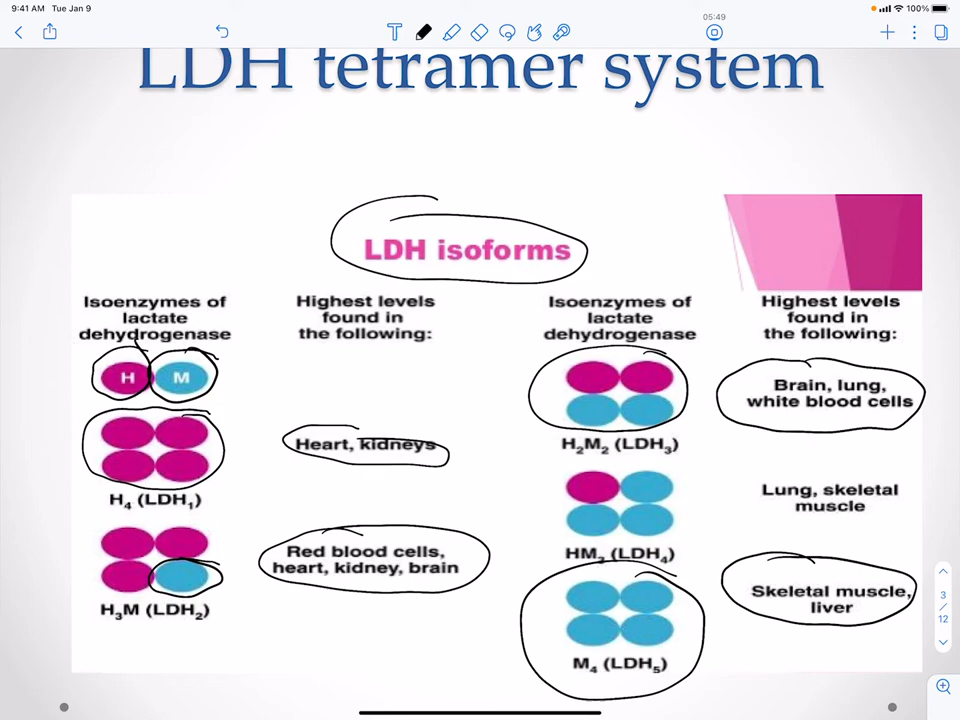 9:41 AM Tue Jan 9
100%
05:49
T
LDH tetramer system
LDH isoforms
Isoenzymes of
lactate
dehydrogenase
Highest levels
found in
the following:
H M
H₄ (LDH₁)
Heart, kidneys
H₃M (LDH₂)
Red blood cells,
heart, kidney, brain
Isoenzymes of
lactate
dehydrogenase
Highest levels
found in
the following:
H₂M₂ (LDH₃)
Brain, lung,
white blood cells
HM₃ (LDH₄)
Lung, skeletal
muscle
M₄ (LDH₅)
Skeletal muscle,
liver
3
/
12